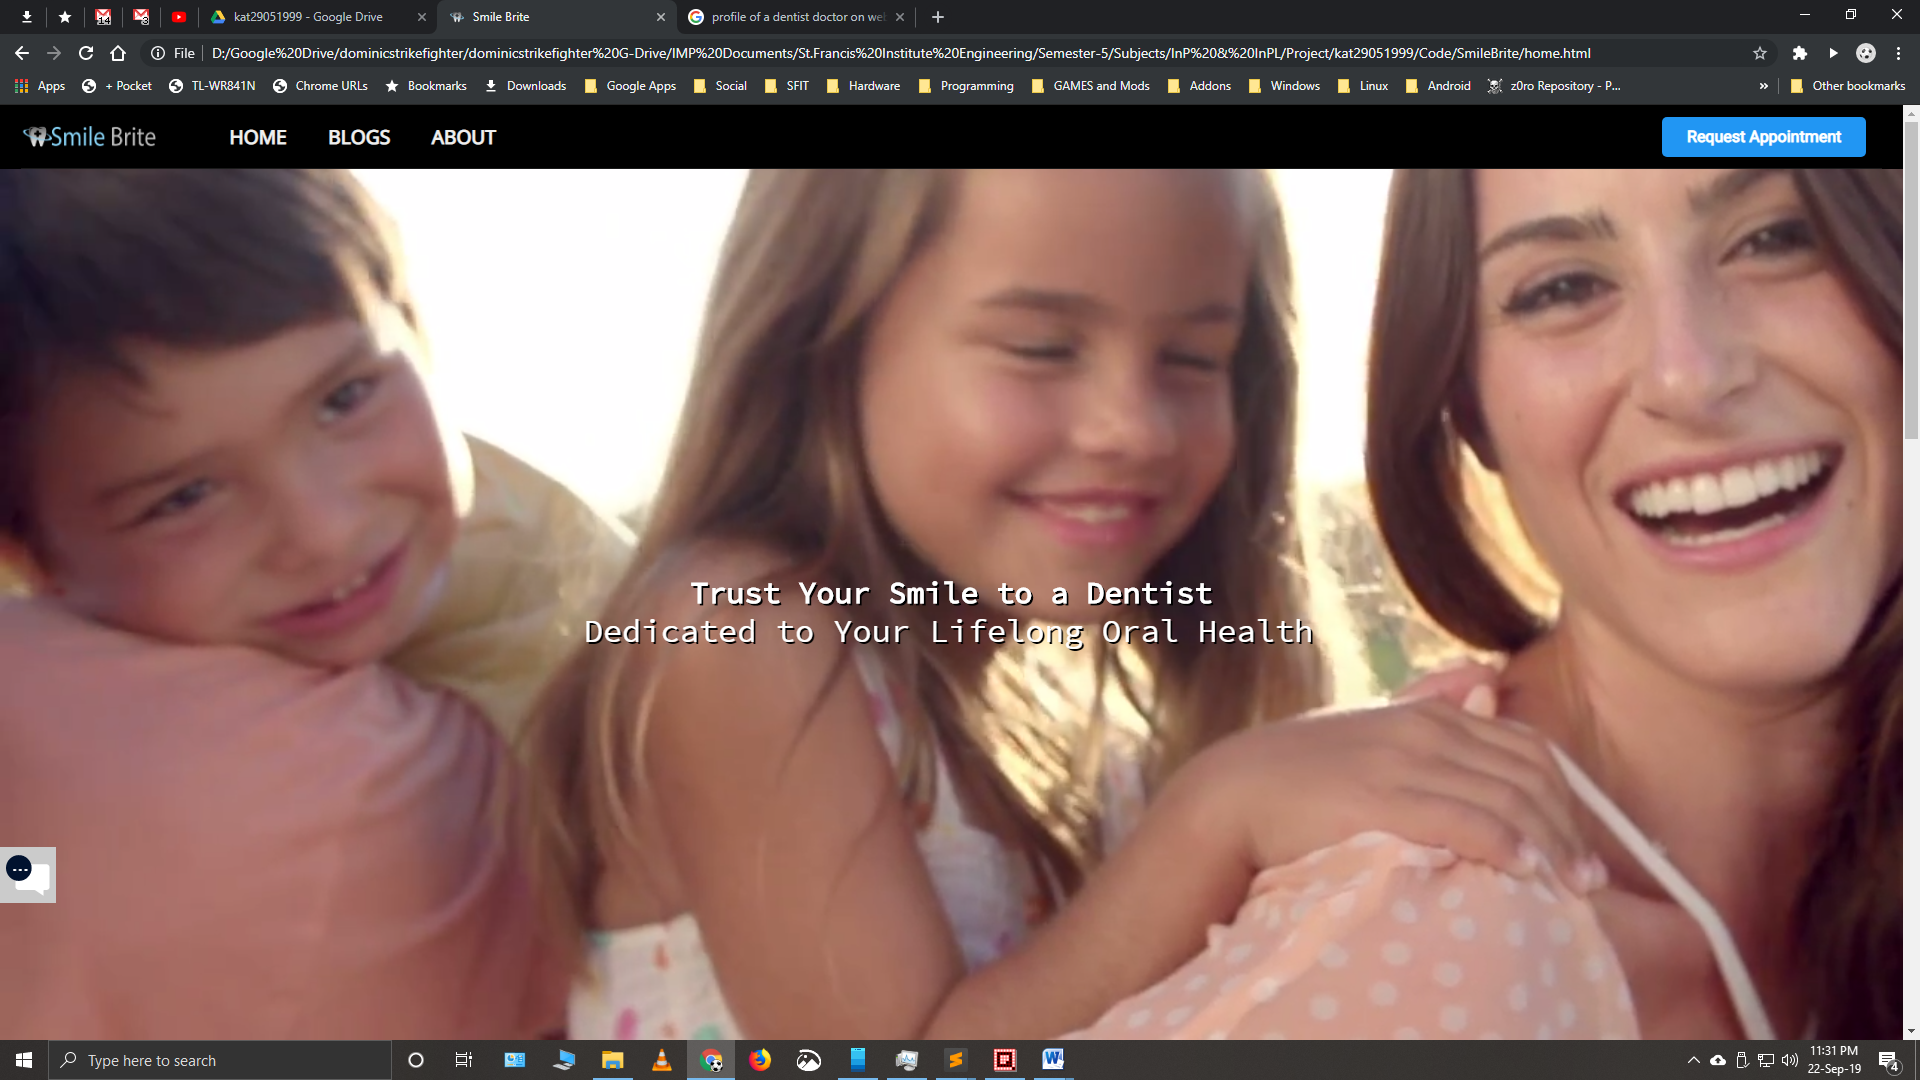 14
3
kat29051999 - Google Drive
Smile Brite
profile of a dentist doctor on we
File
D:/Google%20Drive/dominicstrikefighter/dominicstrikefighter%20G-Drive/IMP%20Documents/St.Francis%20Institute%20Engineering/Semester-5/Subjects/InP%20&%20InPL/Project/kat29051999/Code/SmileBrite/home.html
Apps
+ Pocket
TL-WR841N
Chrome URLs
Bookmarks
Downloads
Google Apps
Social
SFIT
Hardware
Programming
GAMES and Mods
Addons
Windows
Linux
Android
z0ro Repository - P...
»
Other bookmarks
Smile Brite
HOME
BLOGS
ABOUT
Request Appointment
Trust Your Smile to a Dentist
Dedicated to Your Lifelong Oral Health
Type here to search
11:31 PM
22-Sep-19
4